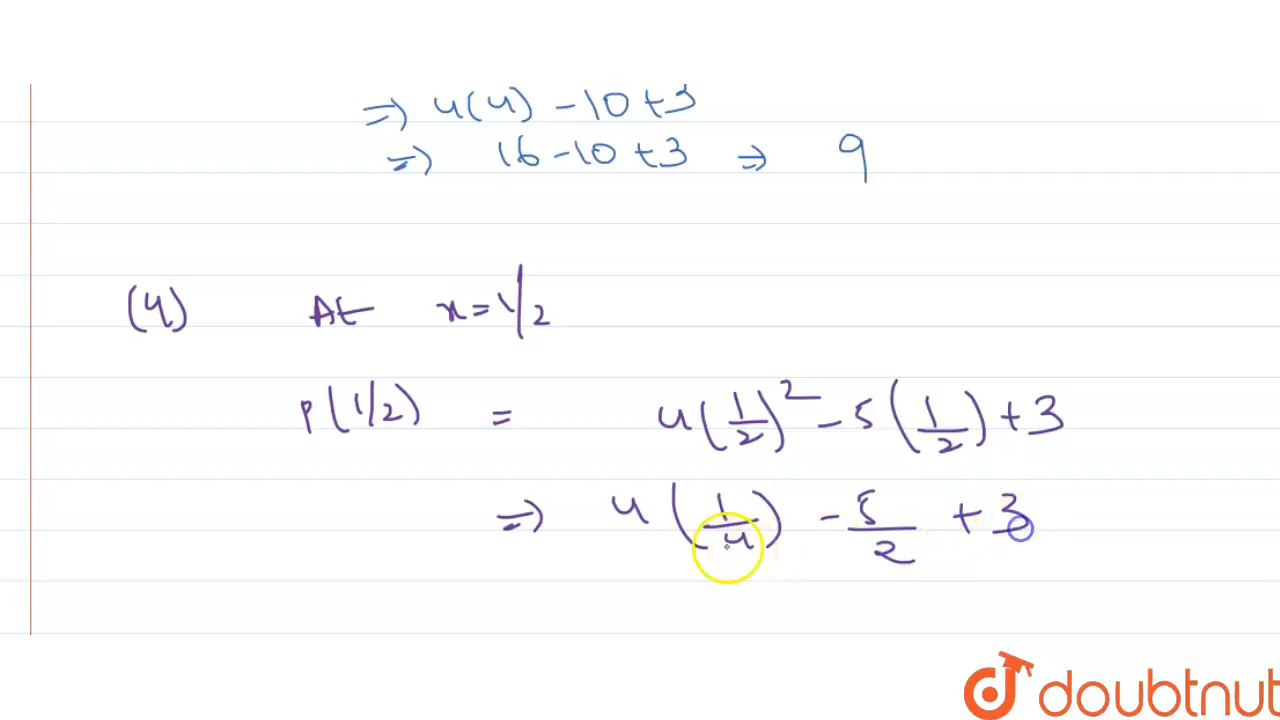 => 4(4) - 10 + 3
=> 16 - 10 + 3 => 9
(4) At x = 1/2
P(1/2) = 4(1/2)² - 5(1/2) + 3
=> 4(1/4) - 5/2 + 3
doubtnut